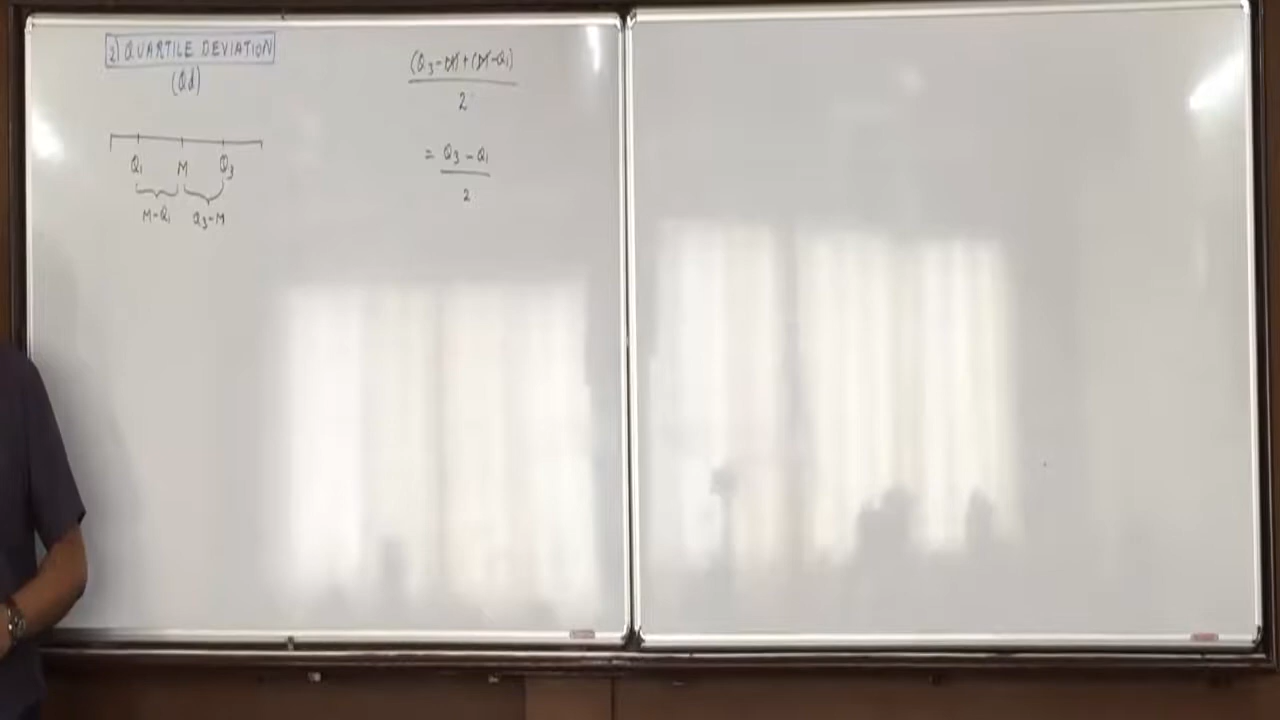 2) QUARTILE DEVIATION
(Qd)
Q₁ M Q₃
M-Q₁ Q₃-M
(Q₃-M)+(M-Q₁)
2
= Q₃-Q₁
2